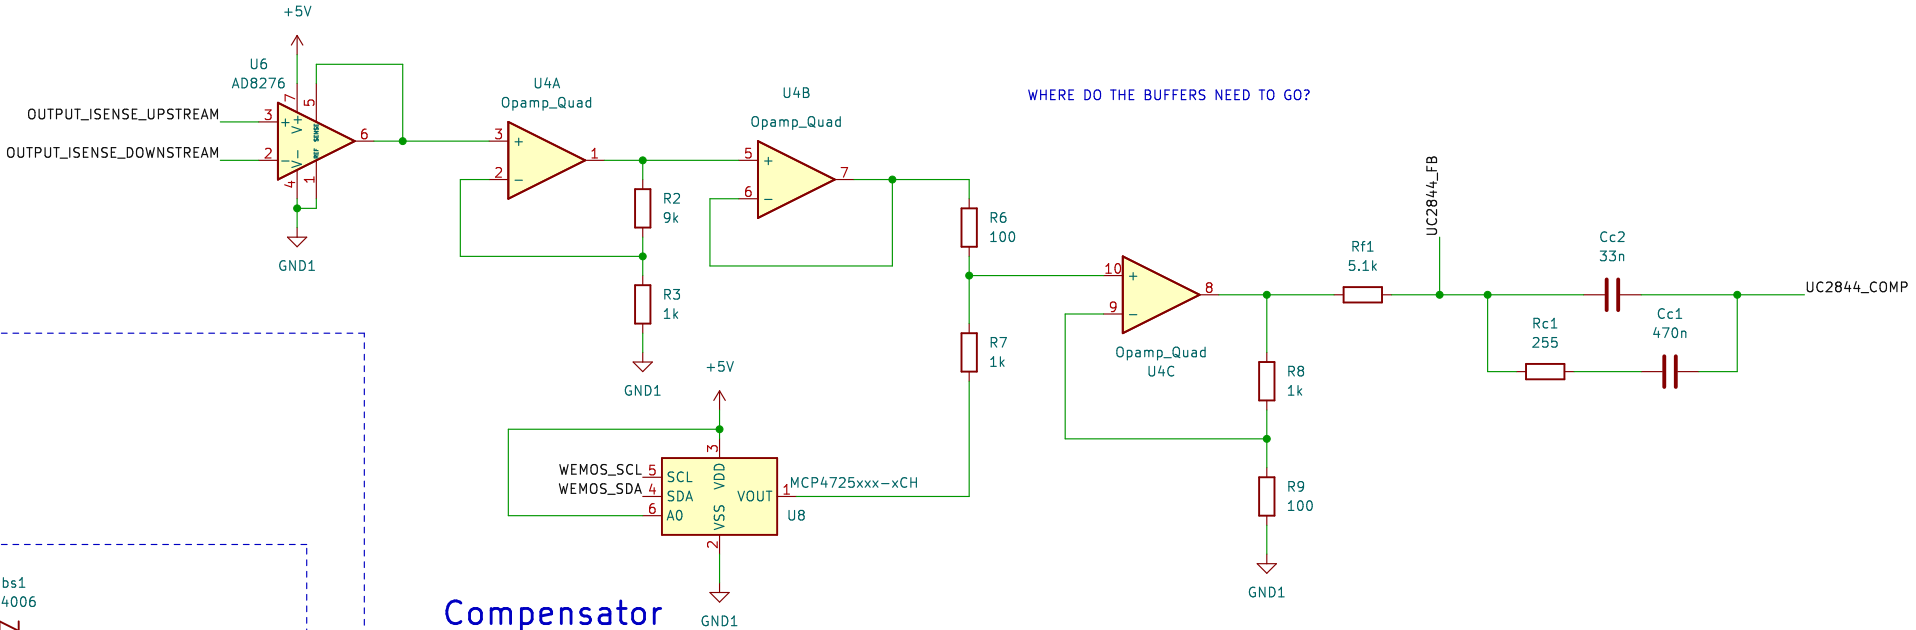 +5V
U6
AD8276
OUTPUT_ISENSE_UPSTREAM
OUTPUT_ISENSE_DOWNSTREAM
3
2
7
5
6
4
1
+
-
V+
V-
SENSE
REF
GND1
U4A
Opamp_Quad
3
+
2
-
1
R2
9k
R3
1k
GND1
U4B
Opamp_Quad
5
+
6
-
7
WHERE DO THE BUFFERS NEED TO GO?
R6
100
R7
1k
10
+
9
-
8
Opamp_Quad
U4C
R8
1k
R9
100
GND1
Rf1
5.1k
UC2844_FB
Cc2
33n
Rc1
255
Cc1
470n
UC2844_COMP
+5V
WEMOS_SCL
WEMOS_SDA
5
4
6
3
2
1
SCL
SDA
A0
VDD
VSS
VOUT
MCP4725xxx-xCH
U8
GND1
bs1
4006
Compensator